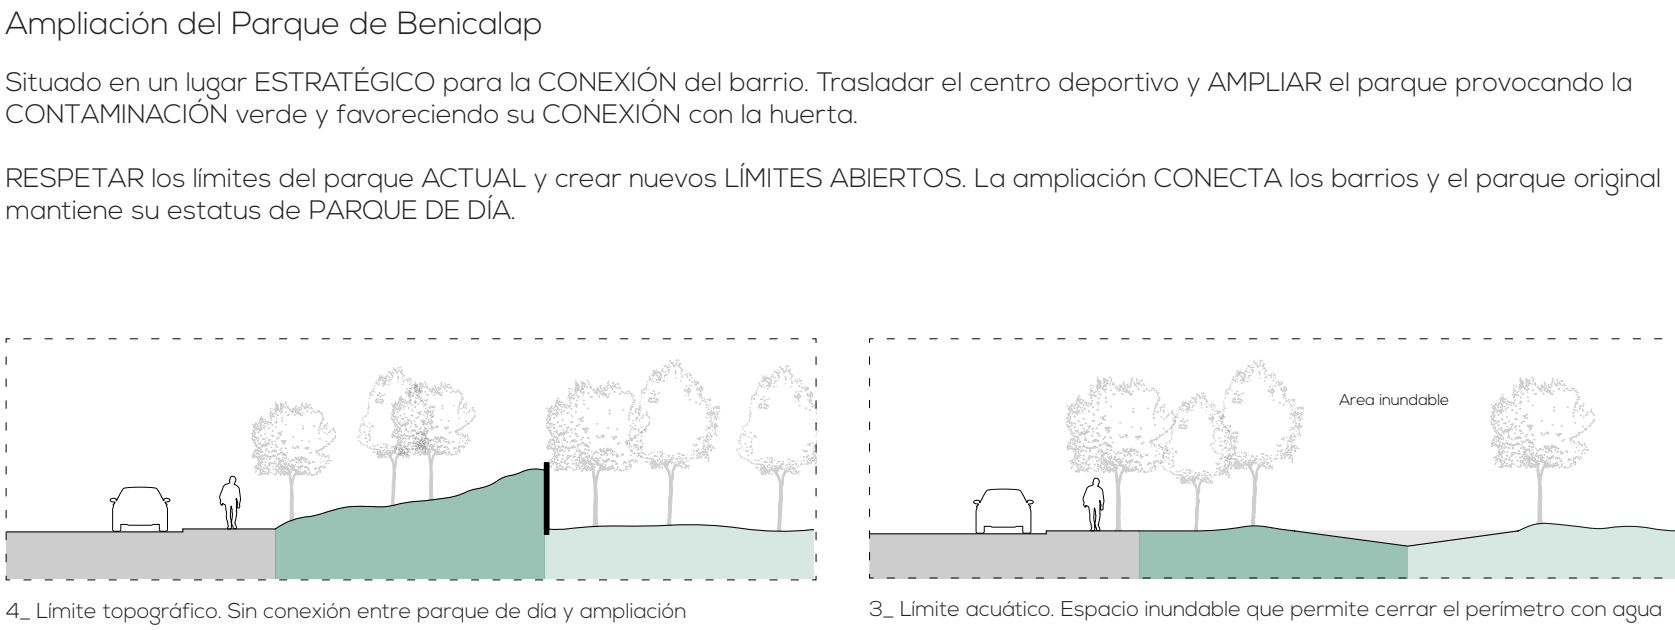 Ampliación del Parque de Benicalap
Situado en un lugar ESTRATÉGICO para la CONEXIÓN del barrio. Trasladar el centro deportivo y AMPLIAR el parque provocando la
CONTAMINACIÓN verde y favoreciendo su CONEXIÓN con la huerta.
RESPETAR los límites del parque ACTUAL y crear nuevos LÍMITES ABIERTOS. La ampliación CONECTA los barrios y el parque original
mantiene su estatus de PARQUE DE DÍA.
Area inundable
4_ Límite topográfico. Sin conexión entre parque de día y ampliación
3_ Límite acuático. Espacio inundable que permite cerrar el perímetro con agua